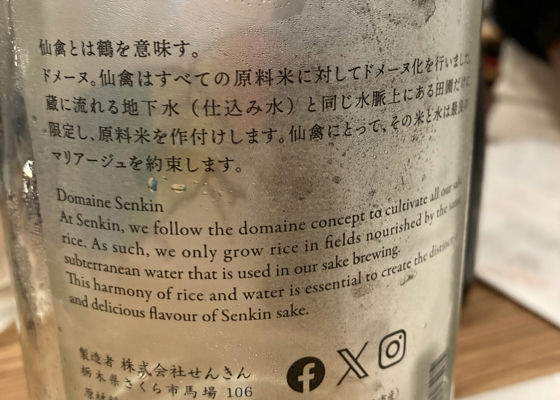 仙禽とは鶴を意味す。
ドメーヌ。仙禽はすべての原料米に対してドメーヌ化を行いました。
蔵に流れる地下水（仕込み水）と同じ水脈上にある田圃だけに
限定し、原料米を作付けします。仙禽にとって、その米と水は最良の
マリアージュを約束します。
Domaine Senkin
At Senkin, we follow the domaine concept to cultivate all our sake
rice. As such, we only grow rice in fields nourished by the same
subterranean water that is used in our sake brewing.
This harmony of rice and water is essential to create the distinct
and delicious flavour of Senkin sake.
製造者 株式会社せんきん
栃木県さくら市馬場 106